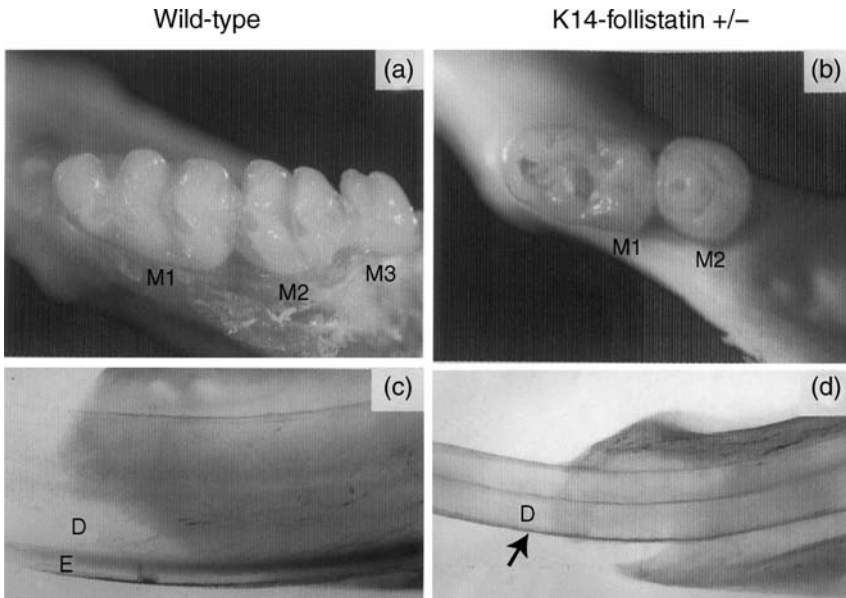 Wild-type
K14-follistatin +/–
(a)
M1
M2
M3
(b)
M1
M2
(c)
D
E
(d)
D